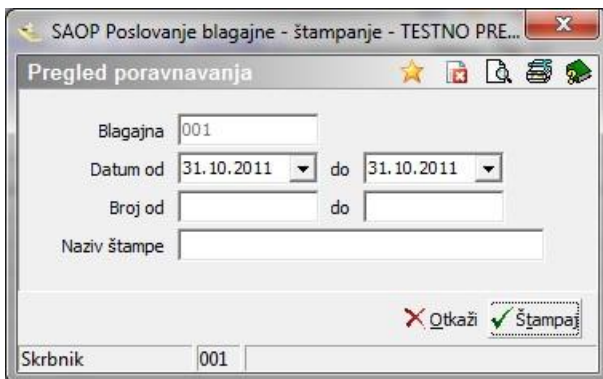 SAOP Poslovanje blagajne - štampanje - TESTNO PRE...
Pregled poravnavanja
Blagajna 001
Datum od 31.10.2011 do 31.10.2011
Broj od do
Naziv štampe
Otkaži Štampaj
Skrbnik 001